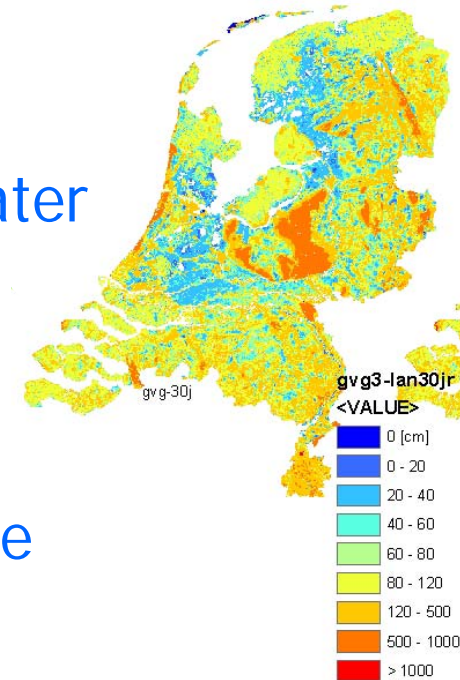 ater
gvg-30j
e
gvg3-lan30jr
<VALUE>
0 [cm]
0 - 20
20 - 40
40 - 60
60 - 80
80 - 120
120 - 500
500 - 1000
> 1000